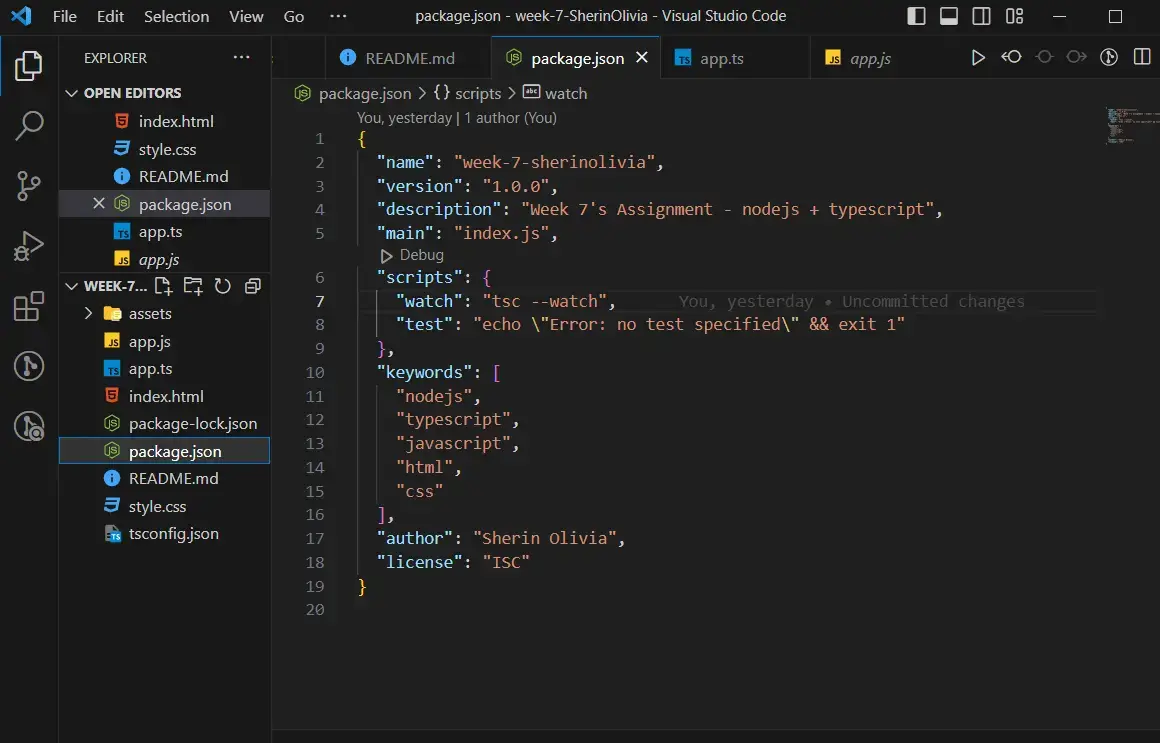 File Edit Selection View Go ··· package.json - week-7-SherinOlivia - Visual Studio Code
EXPLORER ···
OPEN EDITORS
index.html
style.css
README.md
package.json
app.ts
app.js
WEEK-7...
assets
app.js
app.ts
index.html
package-lock.json
package.json
README.md
style.css
tsconfig.json
README.md package.json app.ts app.js
package.json > {} scripts > abc watch
You, yesterday | 1 author (You)
1 {
2 "name": "week-7-sherinolivia",
3 "version": "1.0.0",
4 "description": "Week 7's Assignment - nodejs + typescript",
5 "main": "index.js",
Debug
6 "scripts": {
7 "watch": "tsc --watch", You, yesterday • Uncommitted changes
8 "test": "echo \"Error: no test specified\" && exit 1"
9 },
10 "keywords": [
11 "nodejs",
12 "typescript",
13 "javascript",
14 "html",
15 "css"
16 ],
17 "author": "Sherin Olivia",
18 "license": "ISC"
19 }
20